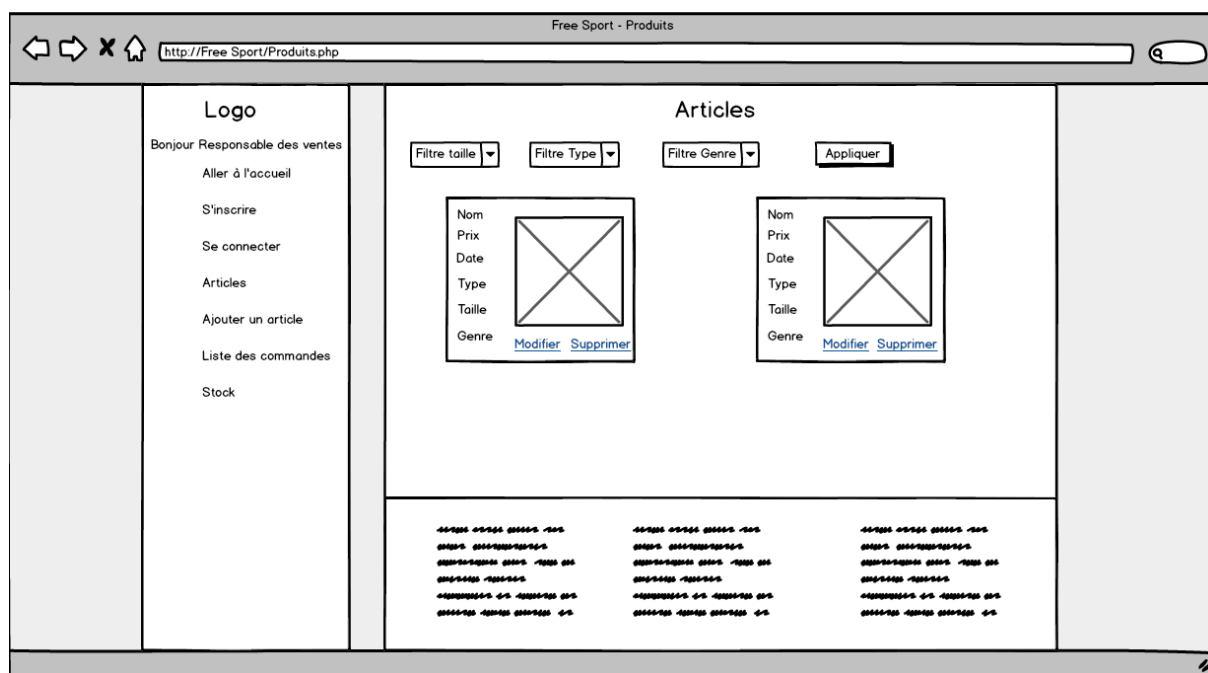 Free Sport - Produits
http://Free Sport/Produits.php
Logo
Bonjour Responsable des ventes
Aller à l'accueil
S'inscrire
Se connecter
Articles
Ajouter un article
Liste des commandes
Stock
Articles
Filtre taille
Filtre Type
Filtre Genre
Appliquer
Nom
Prix
Date
Type
Taille
Genre
Modifier Supprimer
Nom
Prix
Date
Type
Taille
Genre
Modifier Supprimer